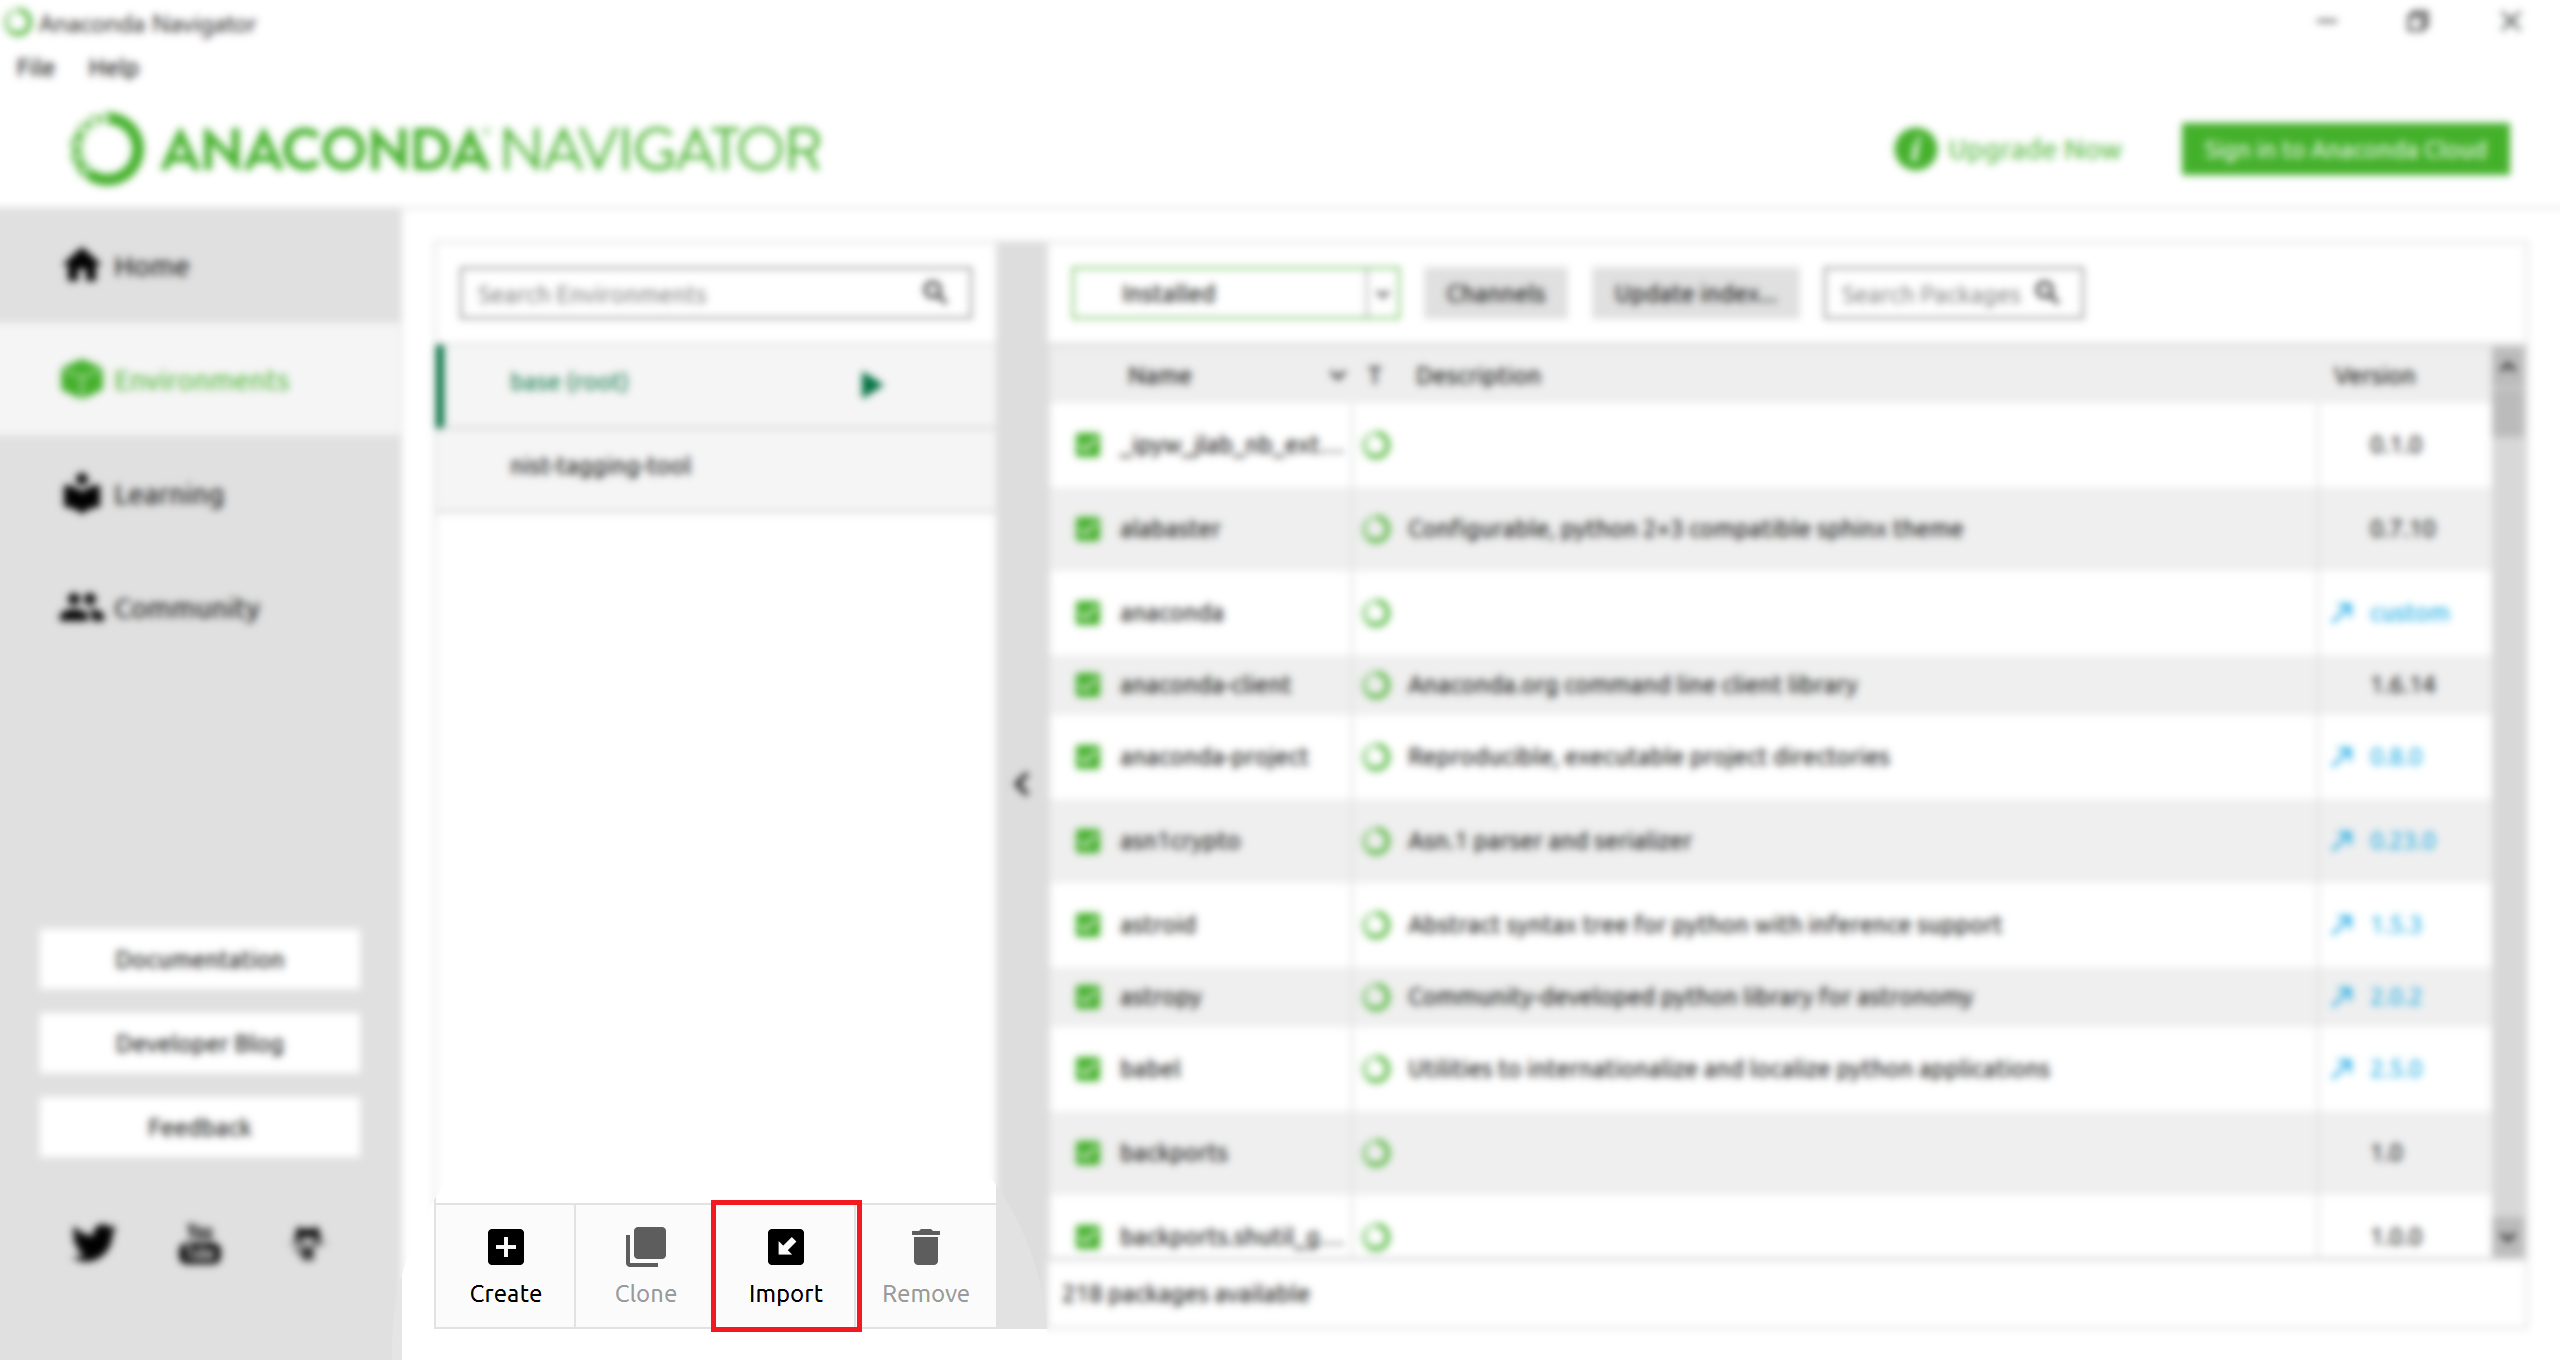 Anaconda Navigator
File Help
ANACONDA NAVIGATOR
Upgrade Now
Sign in to Anaconda Cloud
Home
Environments
Learning
Community
Documentation
Developer Blog
Feedback
You
Tube
Search Environments
base (root)
nist-tagging-tool
Create
Clone
Import
Remove
Installed
Channels
Update index...
Search Packages
Name T Description Version
_ipyw_jlab_nb_ext... 0.1.0
alabaster Configurable, python 2+3 compatible sphinx theme 0.7.10
anaconda custom
anaconda-client Anaconda.org command line client library 1.6.14
anaconda-project Reproducible, executable project directories 0.8.0
asn1crypto Asn.1 parser and serializer 0.23.0
astroid Abstract syntax tree for python with inference support 1.5.3
astropy Community-developed python library for astronomy 2.0.2
babel Utilities to internationalize and localize python applications 2.5.0
backports 1.0
backports.shutil_g... 1.0.0
218 packages available